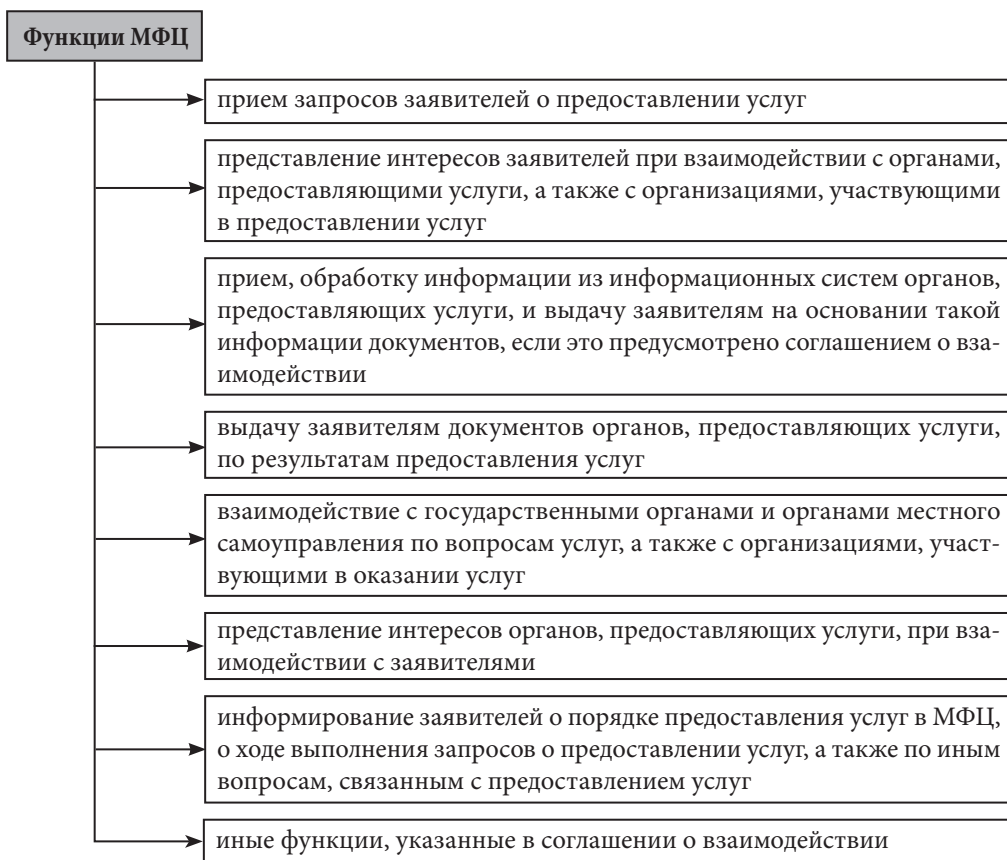 Функции МФЦ
прием запросов заявителей о предоставлении услуг
представление интересов заявителей при взаимодействии с органами,
предоставляющими услуги, а также с организациями, участвующими
в предоставлении услуг
прием, обработку информации из информационных систем органов,
предоставляющих услуги, и выдачу заявителям на основании такой
информации документов, если это предусмотрено соглашением о вза-
имодействии
выдачу заявителям документов органов, предоставляющих услуги,
по результатам предоставления услуг
взаимодействие с государственными органами и органами местного
самоуправления по вопросам услуг, а также с организациями, участ-
вующими в оказании услуг
представление интересов органов, предоставляющих услуги, при вза-
имодействии с заявителями
информирование заявителей о порядке предоставления услуг в МФЦ,
о ходе выполнения запросов о предоставлении услуг, а также по иным
вопросам, связанным с предоставлением услуг
иные функции, указанные в соглашении о взаимодействии